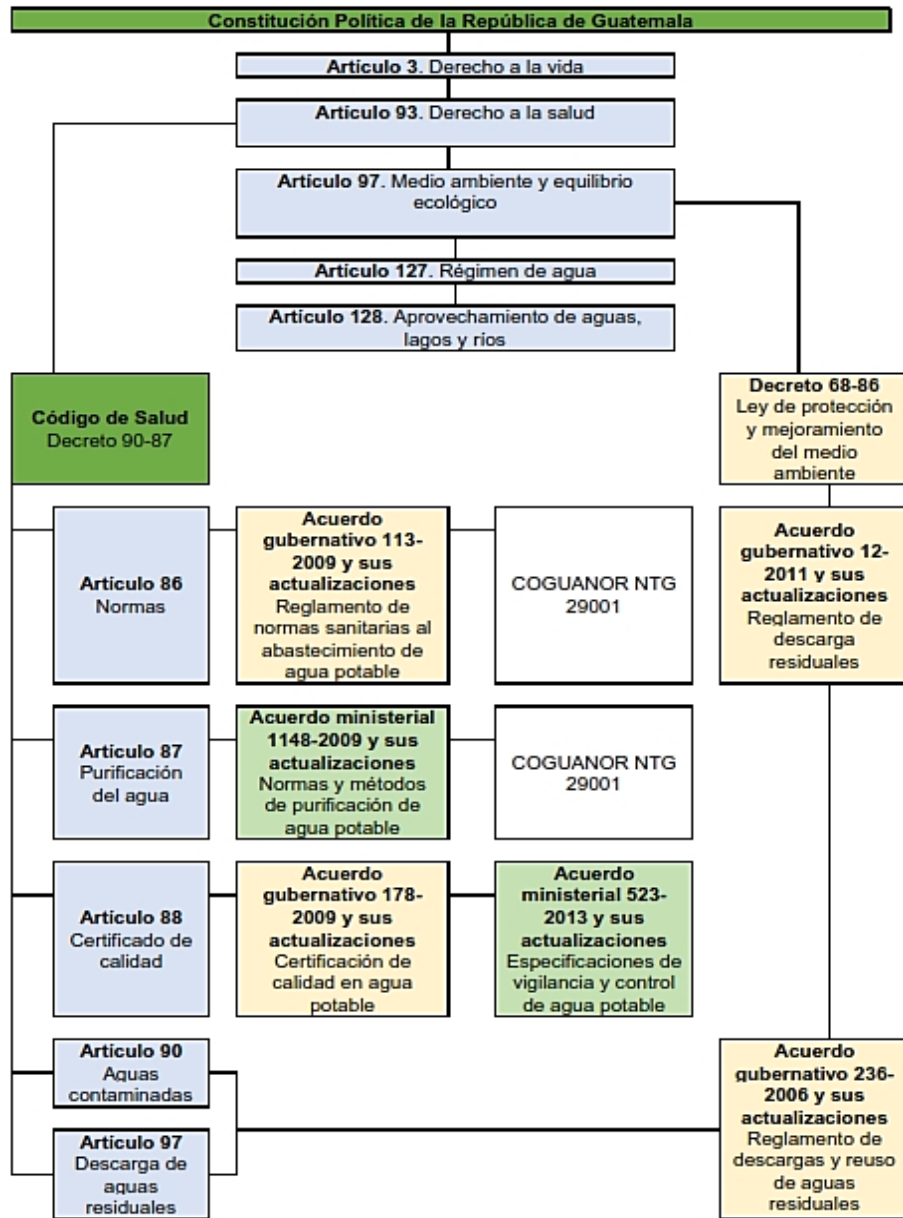 Constitución Política de la República de Guatemala
Artículo 3. Derecho a la vida
Artículo 93. Derecho a la salud
Artículo 97. Medio ambiente y equilibrio
ecológico
Artículo 127. Régimen de agua
Artículo 128. Aprovechamiento de aguas,
lagos y ríos
Código de Salud
Decreto 90-87
Decreto 68-86
Ley de protección
y mejoramiento
del medio
ambiente
Artículo 86
Normas
Acuerdo
gubernativo 113-
2009 y sus
actualizaciones
Reglamento de
normas sanitarias al
abastecimiento de
agua potable
COGUANOR NTG
29001
Acuerdo
gubernativo 12-
2011 y sus
actualizaciones
Reglamento de
descarga
residuales
Artículo 87
Purificación
del agua
Acuerdo ministerial
1148-2009 y sus
actualizaciones
Normas y métodos
de purificación de
agua potable
COGUANOR NTG
29001
Artículo 88
Certificado de
calidad
Acuerdo
gubernativo 178-
2009 y sus
actualizaciones
Certificación de
calidad en agua
potable
Acuerdo
ministerial 523-
2013 y sus
actualizaciones
Especificaciones de
vigilancia y control
de agua potable
Artículo 90
Aguas
contaminadas
Artículo 97
Descarga de
aguas
residuales
Acuerdo
gubernativo 236-
2006 y sus
actualizaciones
Reglamento de
descargas y reuso
de aguas
residuales